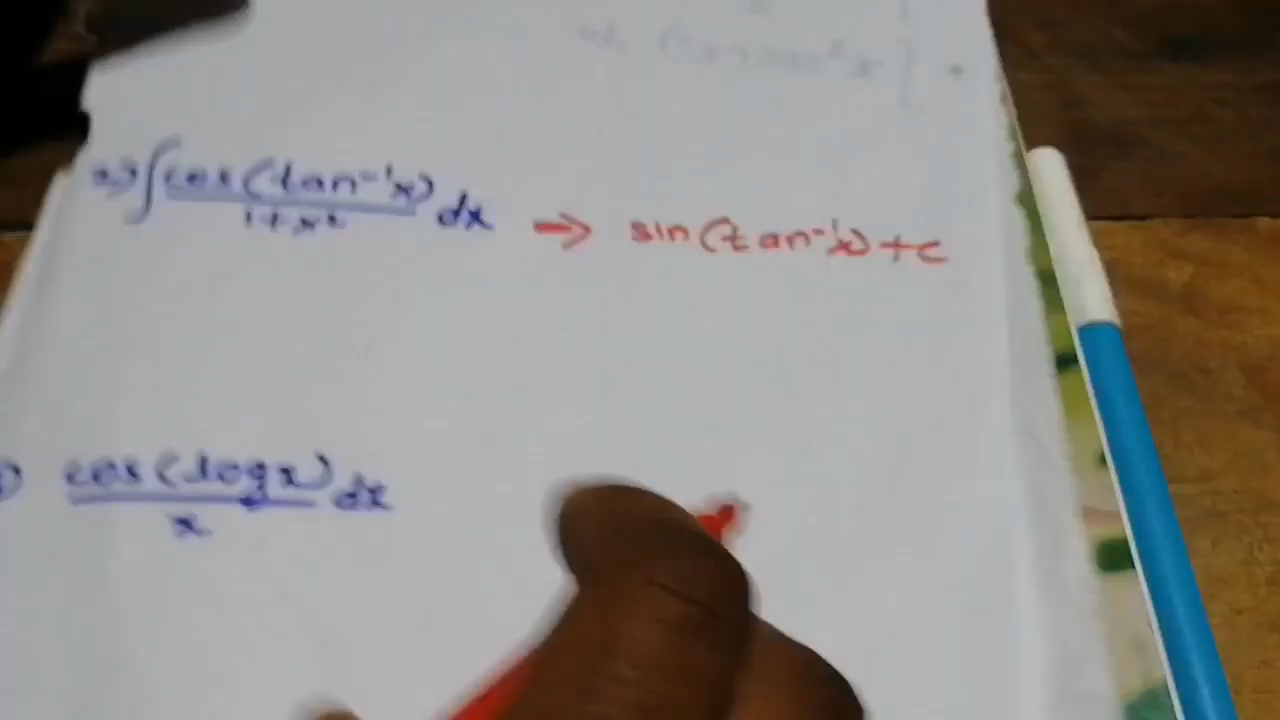 ∫ cos(tan⁻¹x) / 1+x² dx → sin(tan⁻¹x)+c
cos(logx) / x dx